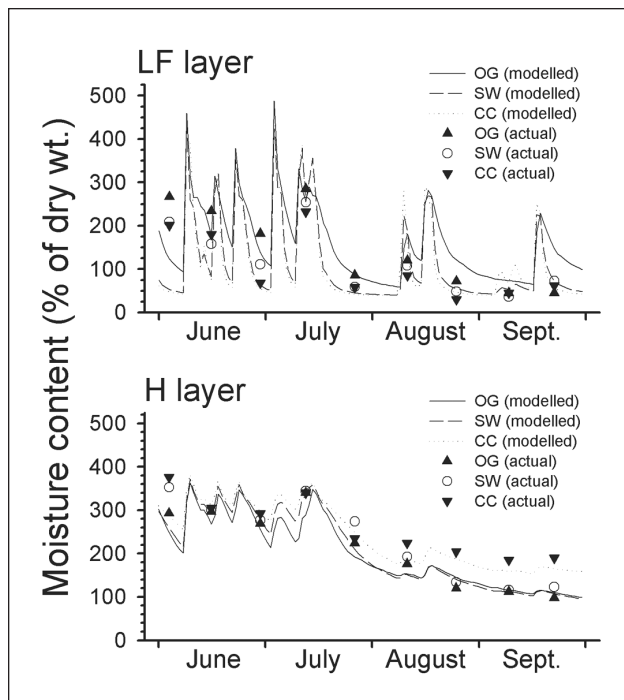 LF layer
OG (modelled)
SW (modelled)
CC (modelled)
OG (actual)
SW (actual)
CC (actual)
500
400
300
200
100
0
June July August Sept.
H layer
OG (modelled)
SW (modelled)
CC (modelled)
OG (actual)
SW (actual)
CC (actual)
500
400
300
200
100
0
June July August Sept.
Moisture content (% of dry wt.)